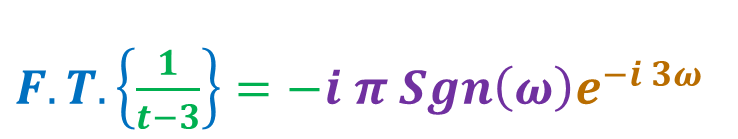 F.T.{1/(t−3)} = −i π Sgn(ω)e^{−i 3ω}